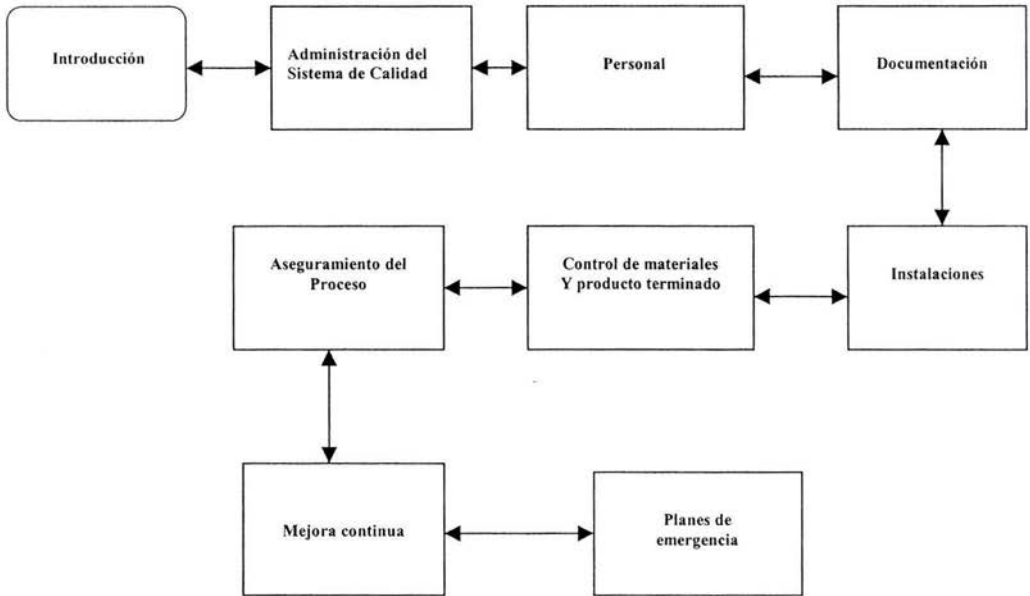 Introducción
Administración del
Sistema de Calidad
Personal
Documentación
Instalaciones
Control de materiales
Y producto terminado
Aseguramiento del
Proceso
Mejora continua
Planes de
emergencia